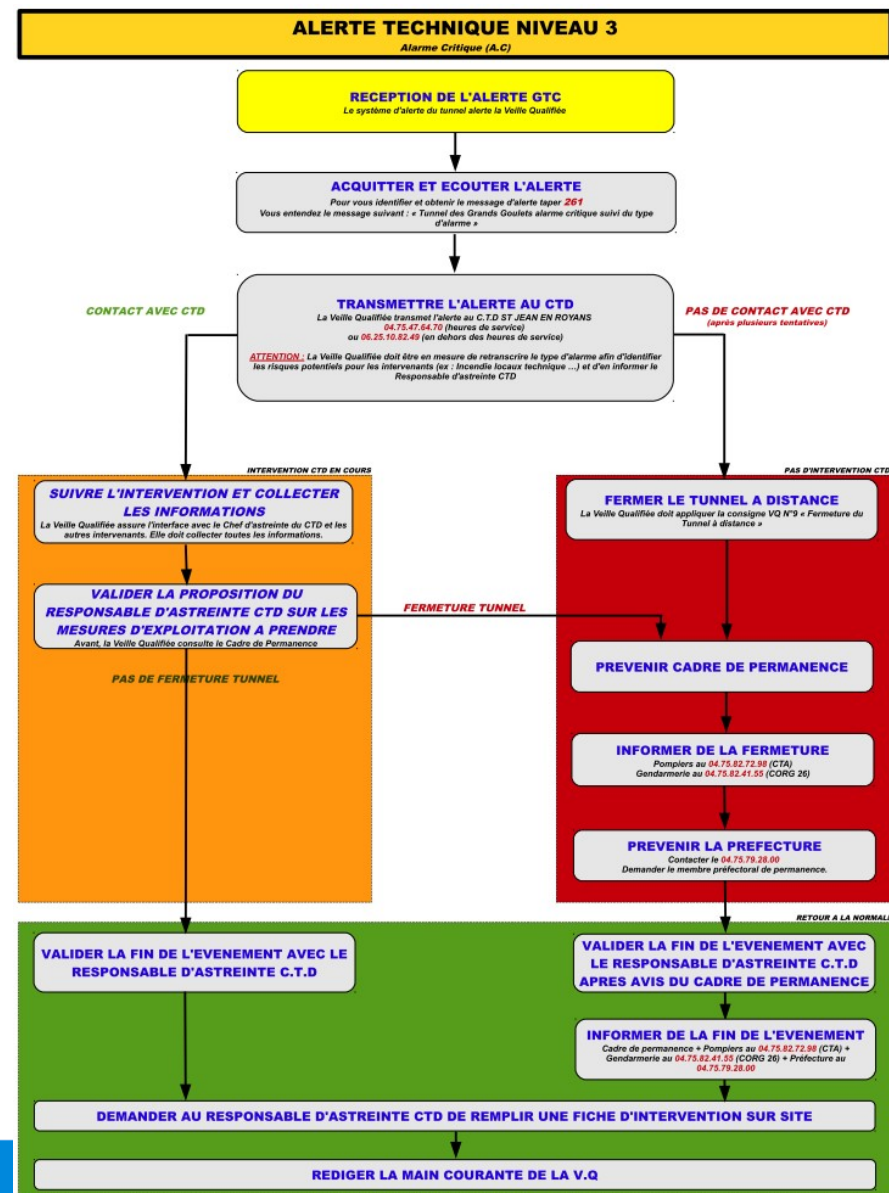 ALERTE TECHNIQUE NIVEAU 3
Alarme Critique (A.C)
RECEPTION DE L'ALERTE GTC
Le système d'alerte du tunnel alerte la Veille Qualifiée
ACQUITTER ET ECOUTER L'ALERTE
Pour vous identifier et obtenir le message d'alerte taper 261
Vous entendez le message suivant : « Tunnel des Grands Goulets alarme critique suivi du type
d'alarme »
CONTACT AVEC CTD
TRANSMETTRE L'ALERTE AU CTD
La Veille Qualifiée transmet l'alerte au C.T.D ST JEAN EN ROYANS
04.75.47.64.70 (heures de service)
ou 06.25.10.82.49 (en dehors des heures de service)
ATTENTION : La Veille Qualifiée doit être en mesure de retranscrire le type d'alarme afin d'identifier
les risques potentiels pour les intervenants (ex : Incendie locaux technique ...) et d'en informer le
Responsable d'astreinte CTD
PAS DE CONTACT AVEC CTD
(après plusieurs tentatives)
INTERVENTION CTD EN COURS
SUIVRE L'INTERVENTION ET COLLECTER
LES INFORMATIONS
La Veille Qualifiée assure l'interface avec le Chef d'astreinte du CTD et les
autres intervenants. Elle doit collecter toutes les informations.
VALIDER LA PROPOSITION DU
RESPONSABLE D'ASTREINTE CTD SUR LES
MESURES D'EXPLOITATION A PRENDRE
Avant, la Veille Qualifiée consulte le Cadre de Permanence
FERMETURE TUNNEL
PAS DE FERMETURE TUNNEL
PAS D'INTERVENTION CTD
FERMER LE TUNNEL A DISTANCE
La Veille Qualifiée doit appliquer la consigne VQ N°9 « Fermeture du
Tunnel à distance »
PREVENIR CADRE DE PERMANENCE
INFORMER DE LA FERMETURE
Pompiers au 04.75.82.72.98 (CTA)
Gendarmerie au 04.75.82.41.55 (CORG 26)
PREVENIR LA PREFECTURE
Contacter le 04.75.79.28.00
Demander le membre préfectoral de permanence.
RETOUR A LA NORMALE
VALIDER LA FIN DE L'EVENEMENT AVEC LE
RESPONSABLE D'ASTREINTE C.T.D
VALIDER LA FIN DE L'EVENEMENT AVEC
LE RESPONSABLE D'ASTREINTE C.T.D
APRES AVIS DU CADRE DE PERMANENCE
INFORMER DE LA FIN DE L'EVENEMENT
Cadre de permanence + Pompiers au 04.75.82.72.98 (CTA) +
Gendarmerie au 04.75.82.41.55 (CORG 26) + Préfecture au
04.75.79.28.00
DEMANDER AU RESPONSABLE D'ASTREINTE CTD DE REMPLIR UNE FICHE D'INTERVENTION SUR SITE
REDIGER LA MAIN COURANTE DE LA V.Q